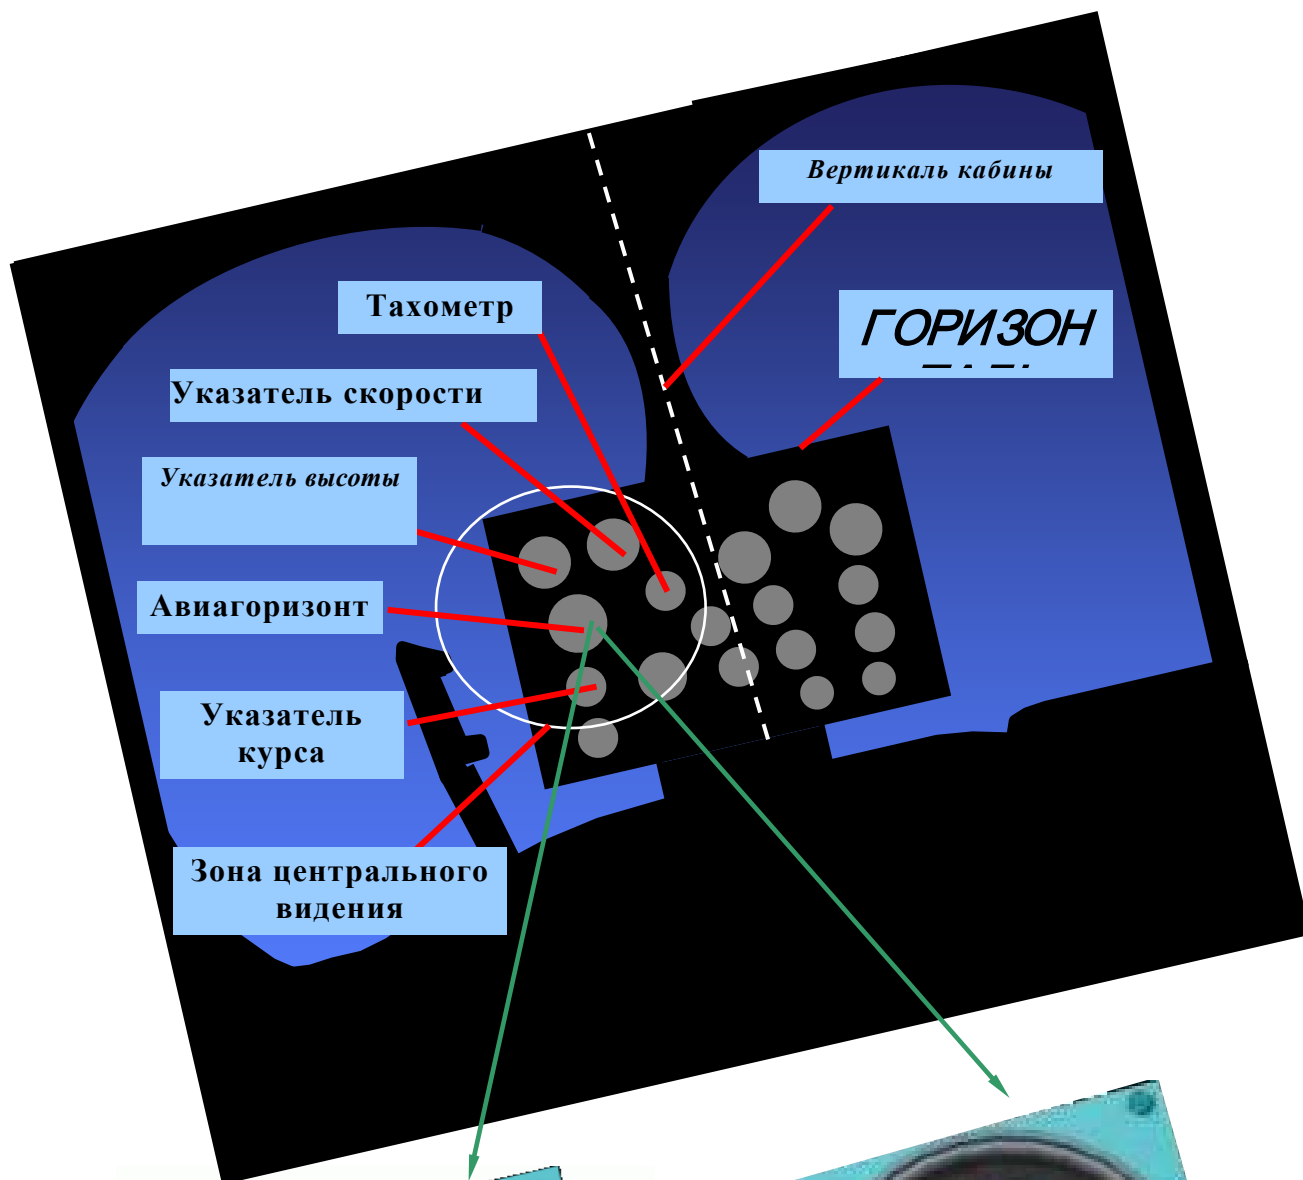 Вертикаль кабины
Тахометр
ГОРИЗОН
Указатель скорости
Указатель высоты
Авиагоризонт
Указатель
курса
Зона центрального
видения